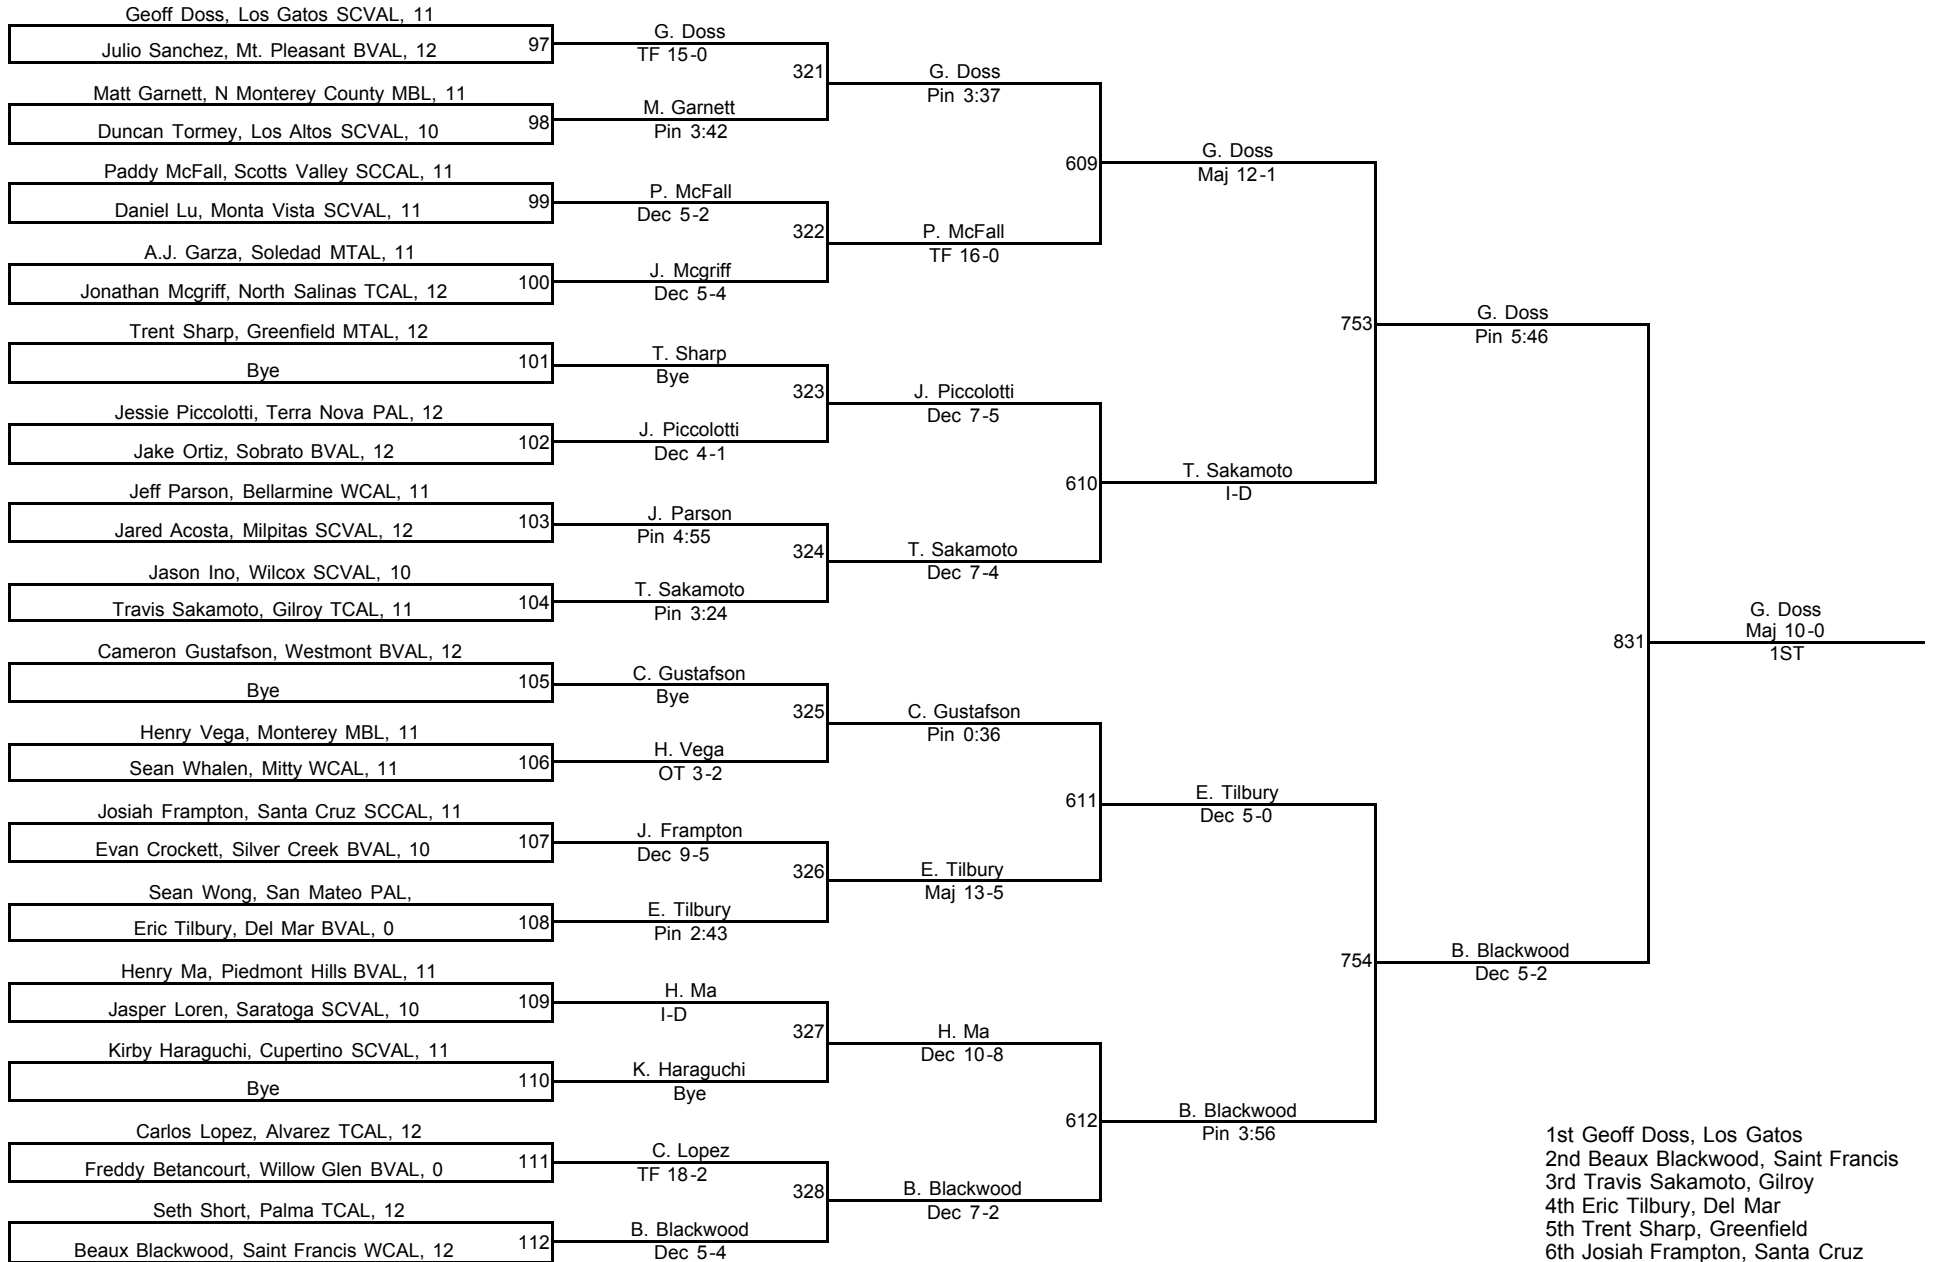 Geoff Doss, Los Gatos SCVAL, 11
Julio Sanchez, Mt. Pleasant BVAL, 12
97
Matt Garnett, N Monterey County MBL, 11
Duncan Tormey, Los Altos SCVAL, 10
98
Paddy McFall, Scotts Valley SCCAL, 11
Daniel Lu, Monta Vista SCVAL, 11
99
A.J. Garza, Soledad MTAL, 11
Jonathan Mcgriff, North Salinas TCAL, 12
100
Trent Sharp, Greenfield MTAL, 12
Bye
101
Jessie Piccolotti, Terra Nova PAL, 12
Jake Ortiz, Sobrato BVAL, 12
102
Jeff Parson, Bellarmine WCAL, 11
Jared Acosta, Milpitas SCVAL, 12
103
Jason Ino, Wilcox SCVAL, 10
Travis Sakamoto, Gilroy TCAL, 11
104
Cameron Gustafson, Westmont BVAL, 12
Bye
105
Henry Vega, Monterey MBL, 11
Sean Whalen, Mitty WCAL, 11
106
Josiah Frampton, Santa Cruz SCCAL, 11
Evan Crockett, Silver Creek BVAL, 10
107
Sean Wong, San Mateo PAL,
Eric Tilbury, Del Mar BVAL, 0
108
Henry Ma, Piedmont Hills BVAL, 11
Jasper Loren, Saratoga SCVAL, 10
109
Kirby Haraguchi, Cupertino SCVAL, 11
Bye
110
Carlos Lopez, Alvarez TCAL, 12
Freddy Betancourt, Willow Glen BVAL, 0
111
Seth Short, Palma TCAL, 12
Beaux Blackwood, Saint Francis WCAL, 12
112
G. Doss
TF 15-0
321
M. Garnett
Pin 3:42
P. McFall
Dec 5-2
322
J. Mcgriff
Dec 5-4
T. Sharp
Bye
323
J. Piccolotti
Dec 4-1
J. Parson
Pin 4:55
324
T. Sakamoto
Pin 3:24
C. Gustafson
Bye
325
H. Vega
OT 3-2
J. Frampton
Dec 9-5
326
E. Tilbury
Pin 2:43
H. Ma
I-D
327
K. Haraguchi
Bye
C. Lopez
TF 18-2
328
B. Blackwood
Dec 5-4
G. Doss
Pin 3:37
609
P. McFall
TF 16-0
J. Piccolotti
Dec 7-5
610
T. Sakamoto
Dec 7-4
C. Gustafson
Pin 0:36
611
E. Tilbury
Maj 13-5
H. Ma
Dec 10-8
612
B. Blackwood
Dec 7-2
G. Doss
Maj 12-1
753
T. Sakamoto
I-D
E. Tilbury
Dec 5-0
754
B. Blackwood
Pin 3:56
G. Doss
Pin 5:46
831
B. Blackwood
Dec 5-2
G. Doss
Maj 10-0
1ST
1st Geoff Doss, Los Gatos
2nd Beaux Blackwood, Saint Francis
3rd Travis Sakamoto, Gilroy
4th Eric Tilbury, Del Mar
5th Trent Sharp, Greenfield
6th Josiah Frampton, Santa Cruz